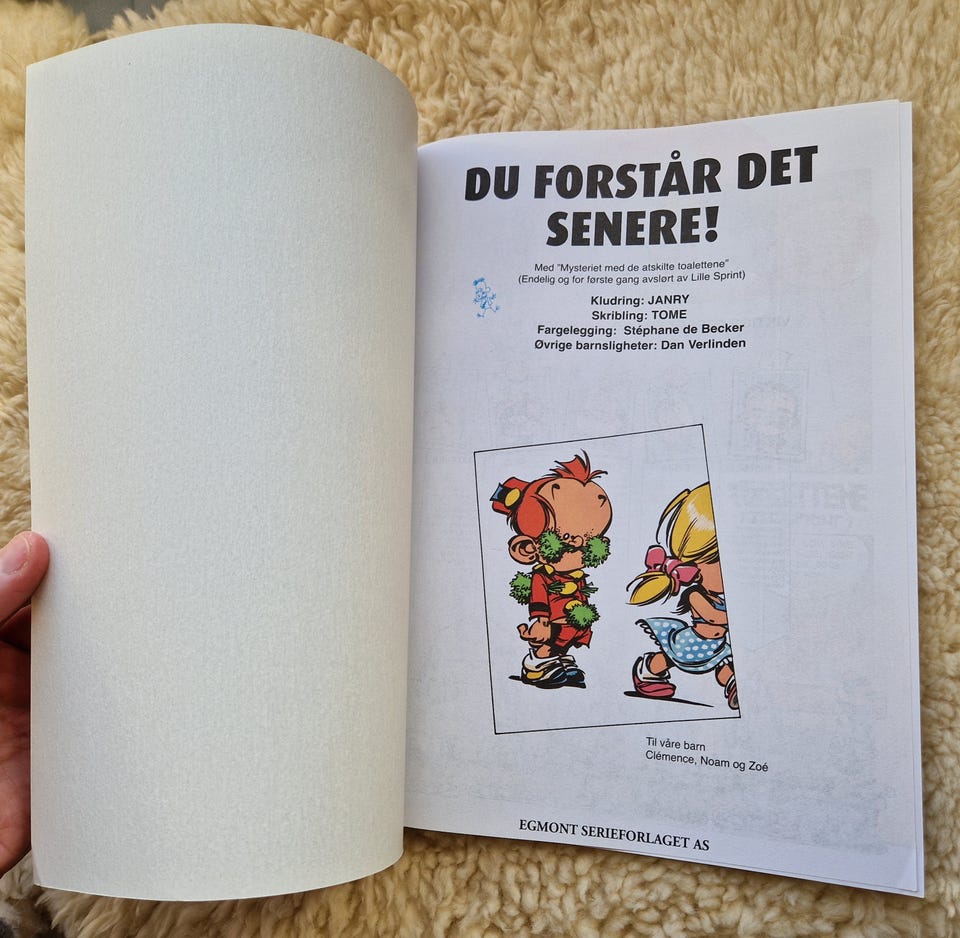 DU FORSTÅR DET
SENERE!
Med "Mysteriet med de atskilte toalettene"
(Endelig og for første gang avslørt av Lille Sprint)
Kludring: JANRY
Skribling: TOME
Fargelegging: Stéphane de Becker
Øvrige barnsligheter: Dan Verlinden
Til våre barn
Clémence, Noam og Zoé
EGMONT SERIEFORLAGET AS